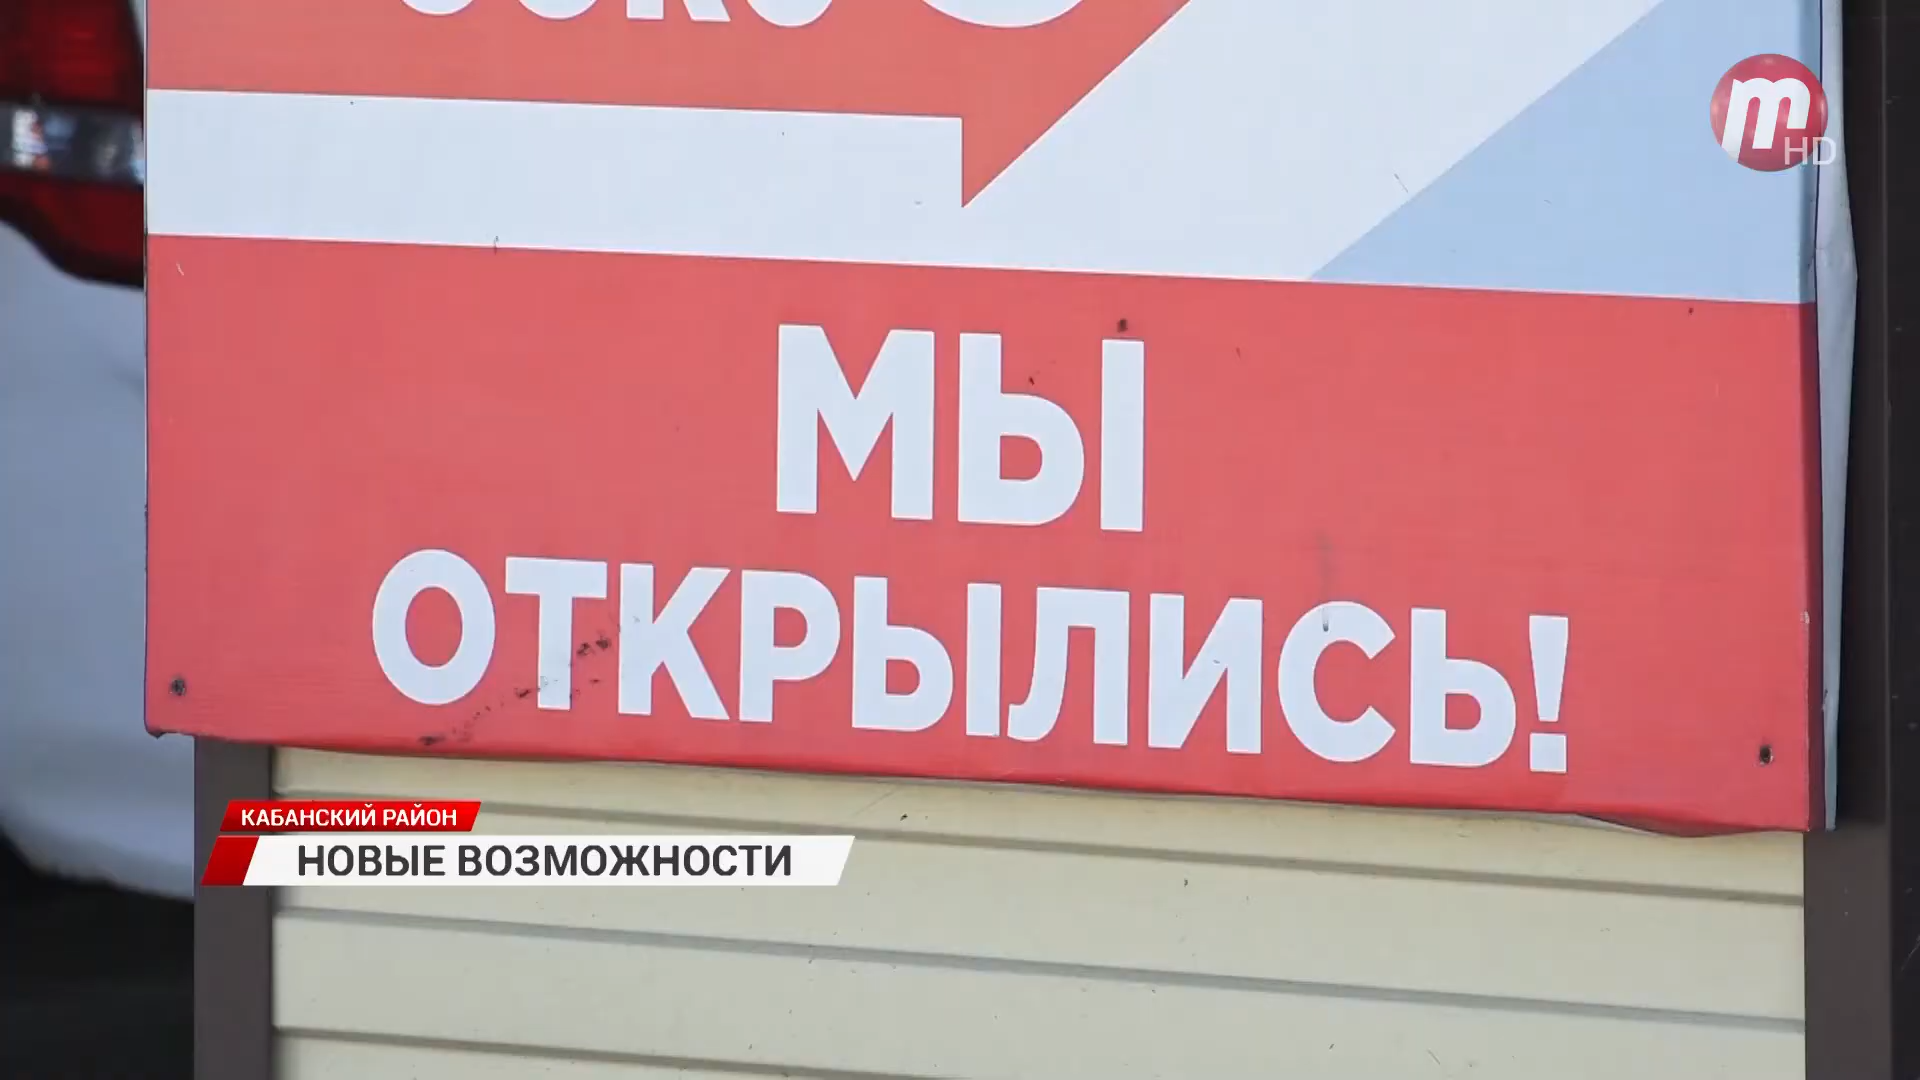 HD
МЫ
ОТКРЫЛИСЬ!
КАБАНСКИЙ РАЙОН
НОВЫЕ ВОЗМОЖНОСТИ